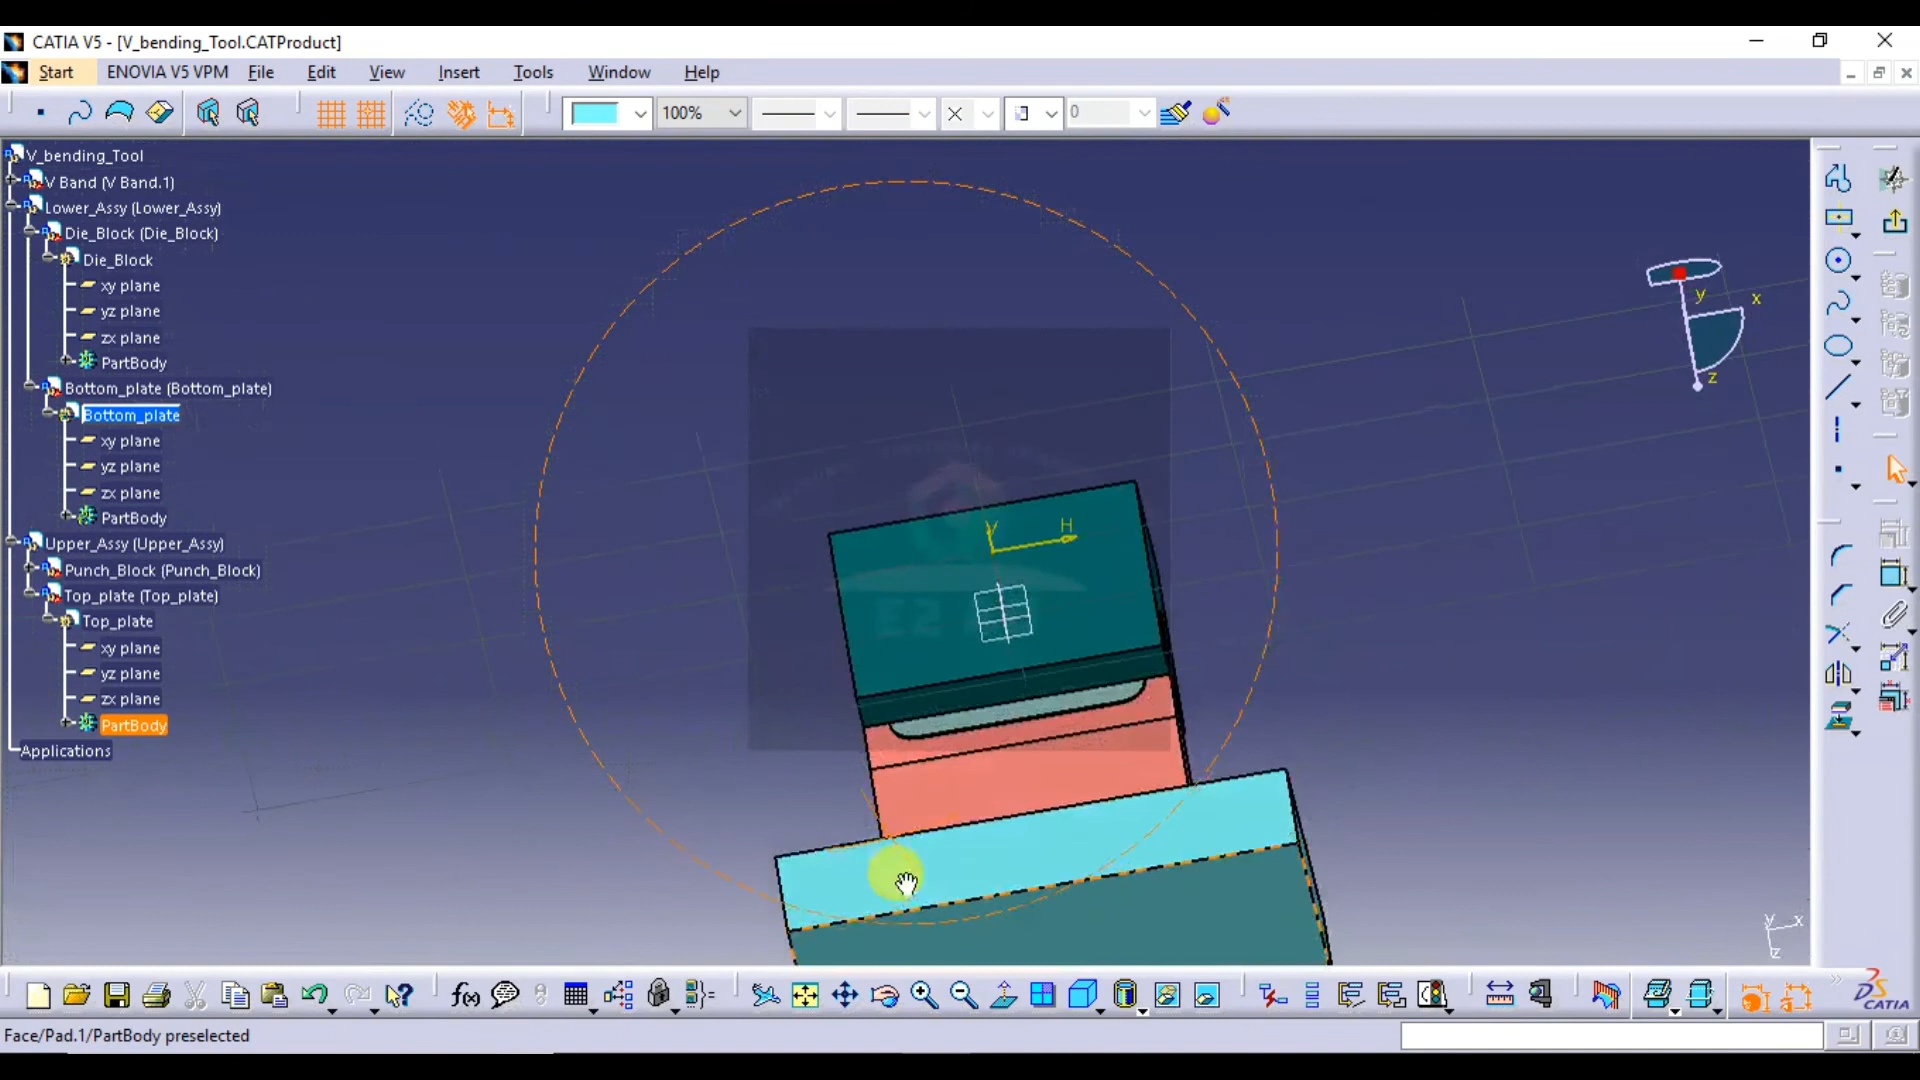 CATIA V5 - [V_bending_Tool.CATProduct]
Start ENOVIA V5 VPM File Edit View Insert Tools Window Help
100% 0
V_bending_Tool
V Band (V Band.1)
Lower_Assy (Lower_Assy)
Die_Block (Die_Block)
Die_Block
xy plane
yz plane
zx plane
PartBody
Bottom_plate (Bottom_plate)
Bottom_plate
xy plane
yz plane
zx plane
PartBody
Upper_Assy (Upper_Assy)
Punch_Block (Punch_Block)
Top_plate (Top_plate)
Top_plate
xy plane
yz plane
zx plane
PartBody
Applications
y x
z
V H
E2
y x
z
f(x)
DS
CATIA
Face/Pad.1/PartBody preselected